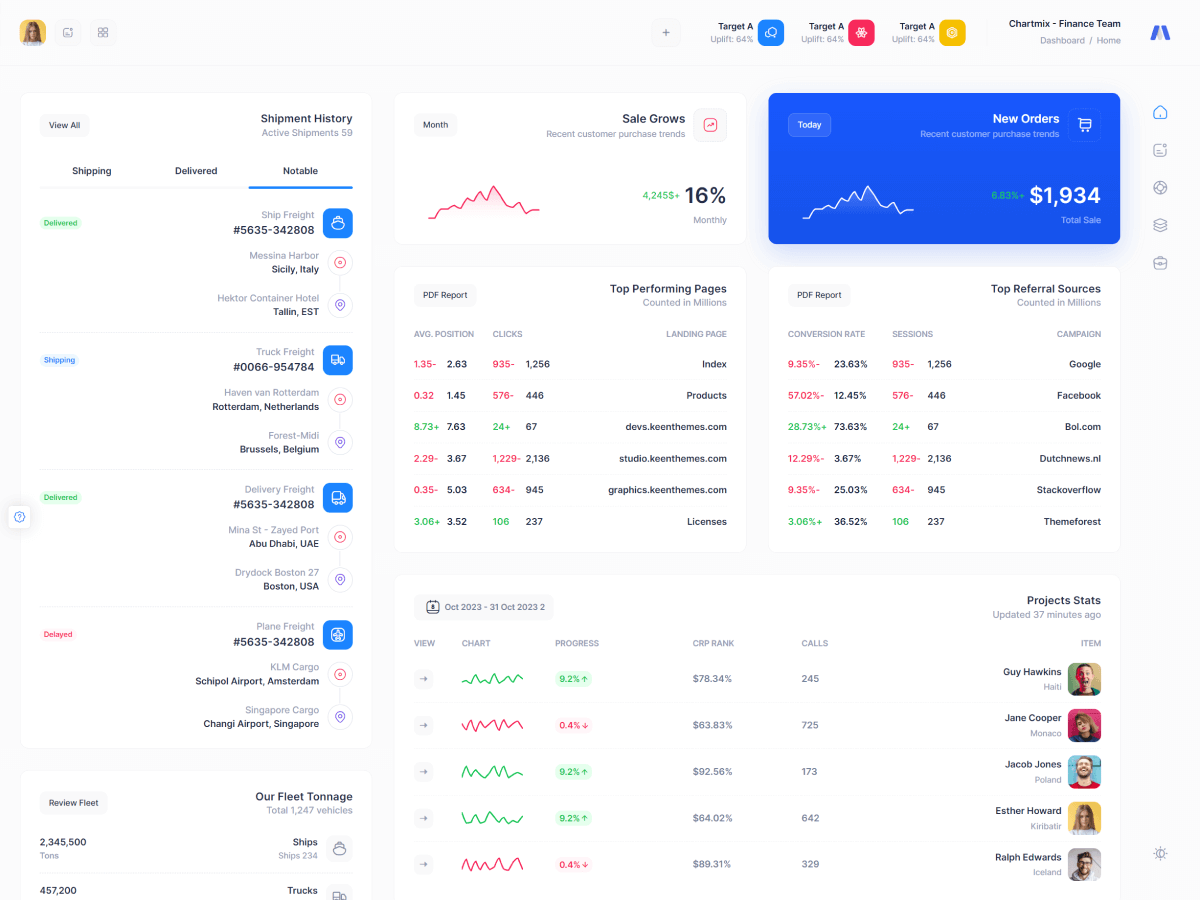 Target A
Uplift: 64%
Target A
Uplift: 64%
Target A
Uplift: 64%
Chartmix - Finance Team
Dashboard / Home
View All
Shipment History
Active Shipments 59
Shipping
Delivered
Notable
Delivered
Ship Freight
#5635-342808
Messina Harbor
Sicily, Italy
Hektor Container Hotel
Tallin, EST
Shipping
Truck Freight
#0066-954784
Haven van Rotterdam
Rotterdam, Netherlands
Forest-Midi
Brussels, Belgium
Delivered
Delivery Freight
#5635-342808
Mina St - Zayed Port
Abu Dhabi, UAE
Drydock Boston 27
Boston, USA
Delayed
Plane Freight
#5635-342808
KLM Cargo
Schipol Airport, Amsterdam
Singapore Cargo
Changi Airport, Singapore
Review Fleet
Our Fleet Tonnage
Total 1,247 vehicles
2,345,500
Tons
Ships
Ships 234
457,200
Trucks
Month
Sale Grows
Recent customer purchase trends
4,245$+ 16%
Monthly
Today
New Orders
Recent customer purchase trends
6.83%+ $1,934
Total Sale
PDF Report
Top Performing Pages
Counted in Millions
AVG. POSITION CLICKS LANDING PAGE
1.35- 2.63 935- 1,256 Index
0.32 1.45 576- 446 Products
8.73+ 7.63 24+ 67 devs.keenthemes.com
2.29- 3.67 1,229- 2,136 studio.keenthemes.com
0.35- 5.03 634- 945 graphics.keenthemes.com
3.06+ 3.52 106 237 Licenses
PDF Report
Top Referral Sources
Counted in Millions
CONVERSION RATE SESSIONS CAMPAIGN
9.35%- 23.63% 935- 1,256 Google
57.02%- 12.45% 576- 446 Facebook
28.73%+ 73.63% 24+ 67 Bol.com
12.29%- 3.67% 1,229- 2,136 Dutchnews.nl
9.35%- 25.03% 634- 945 Stackoverflow
3.06%+ 36.52% 106 237 Themeforest
8 Oct 2023 - 31 Oct 2023 2
Projects Stats
Updated 37 minutes ago
VIEW CHART PROGRESS CRP RANK CALLS ITEM
9.2% ↑ $78.34% 245 Guy Hawkins
Haiti
0.4% ↓ $63.83% 725 Jane Cooper
Monaco
9.2% ↑ $92.56% 173 Jacob Jones
Poland
9.2% ↑ $64.02% 642 Esther Howard
Kiribatir
0.4% ↓ $89.31% 329 Ralph Edwards
Iceland